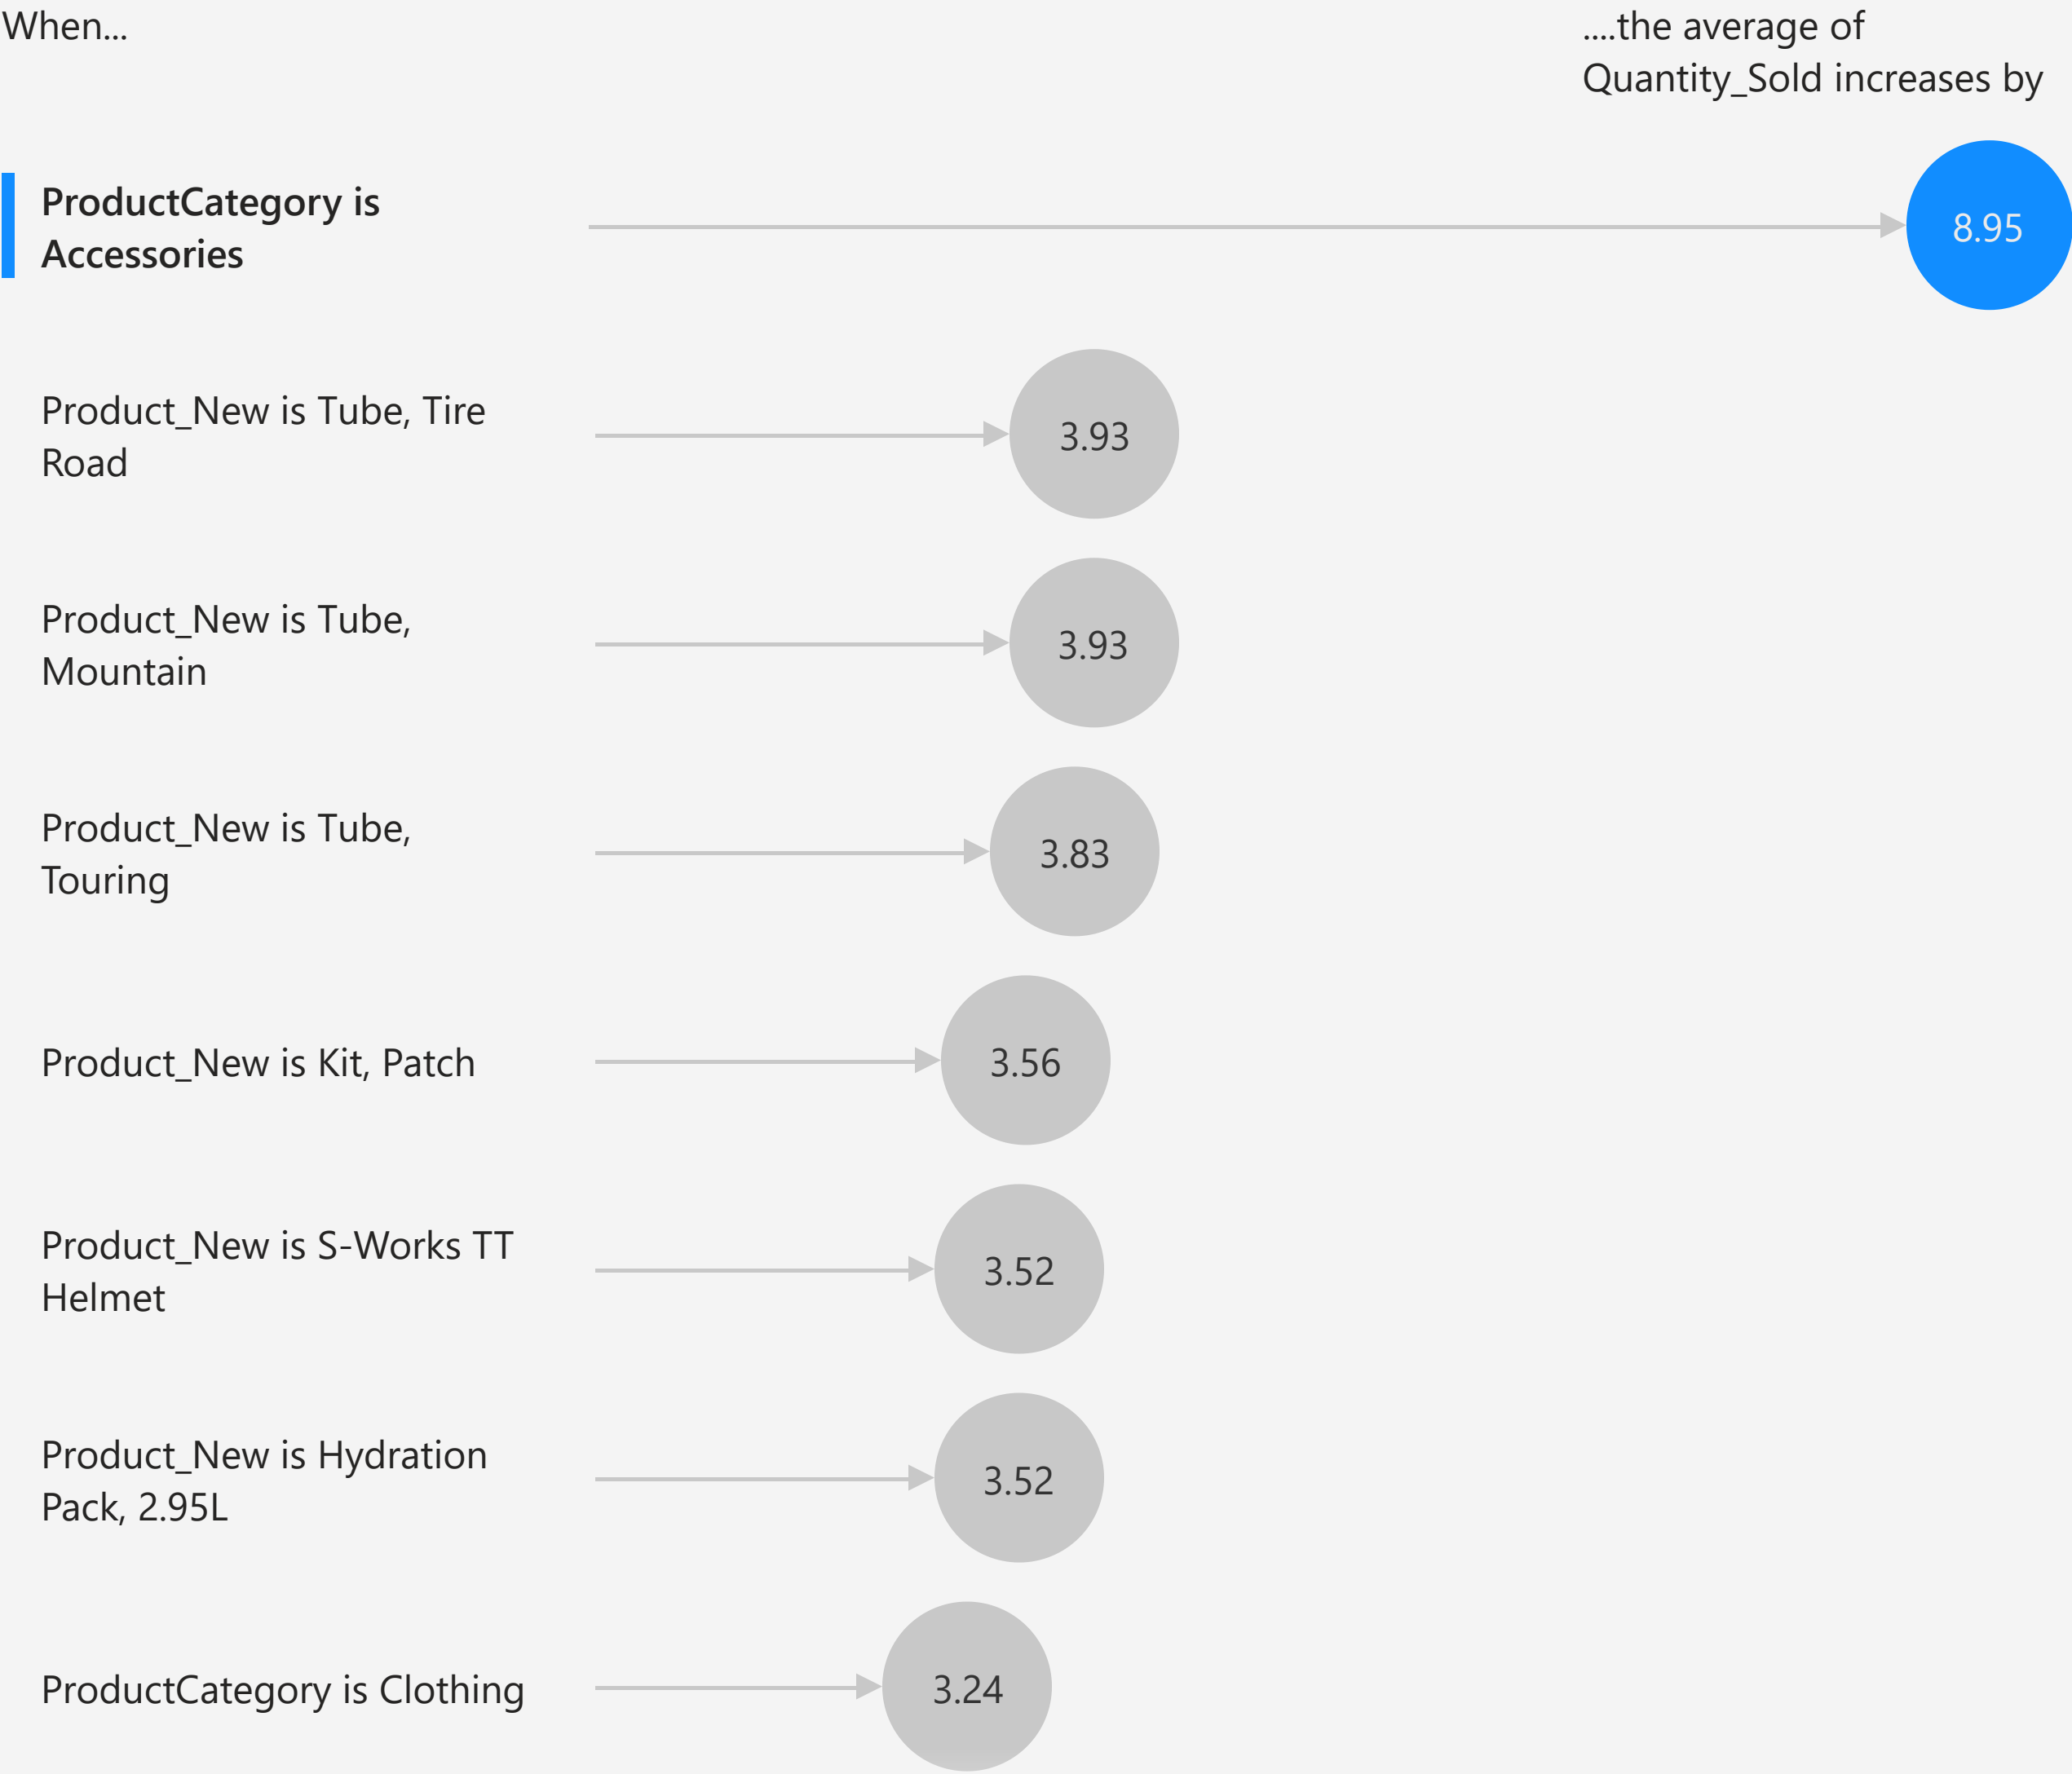 When...
....the average of
Quantity_Sold increases by
ProductCategory is
Accessories
8.95
Product_New is Tube, Tire
Road
3.93
Product_New is Tube,
Mountain
3.93
Product_New is Tube,
Touring
3.83
Product_New is Kit, Patch
3.56
Product_New is S-Works TT
Helmet
3.52
Product_New is Hydration
Pack, 2.95L
3.52
ProductCategory is Clothing
3.24